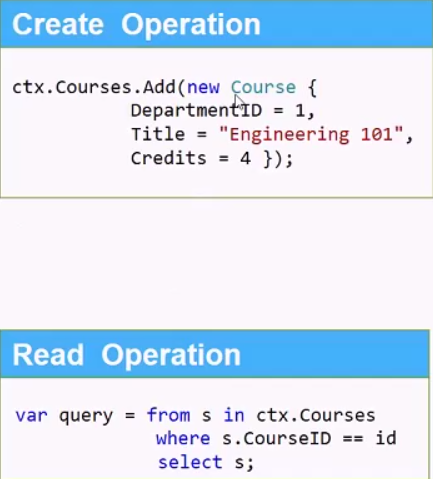 Create Operation
ctx.Courses.Add(new Course {
DepartmentID = 1,
Title = "Engineering 101",
Credits = 4 });
Read Operation
var query = from s in ctx.Courses
where s.CourseID == id
select s;